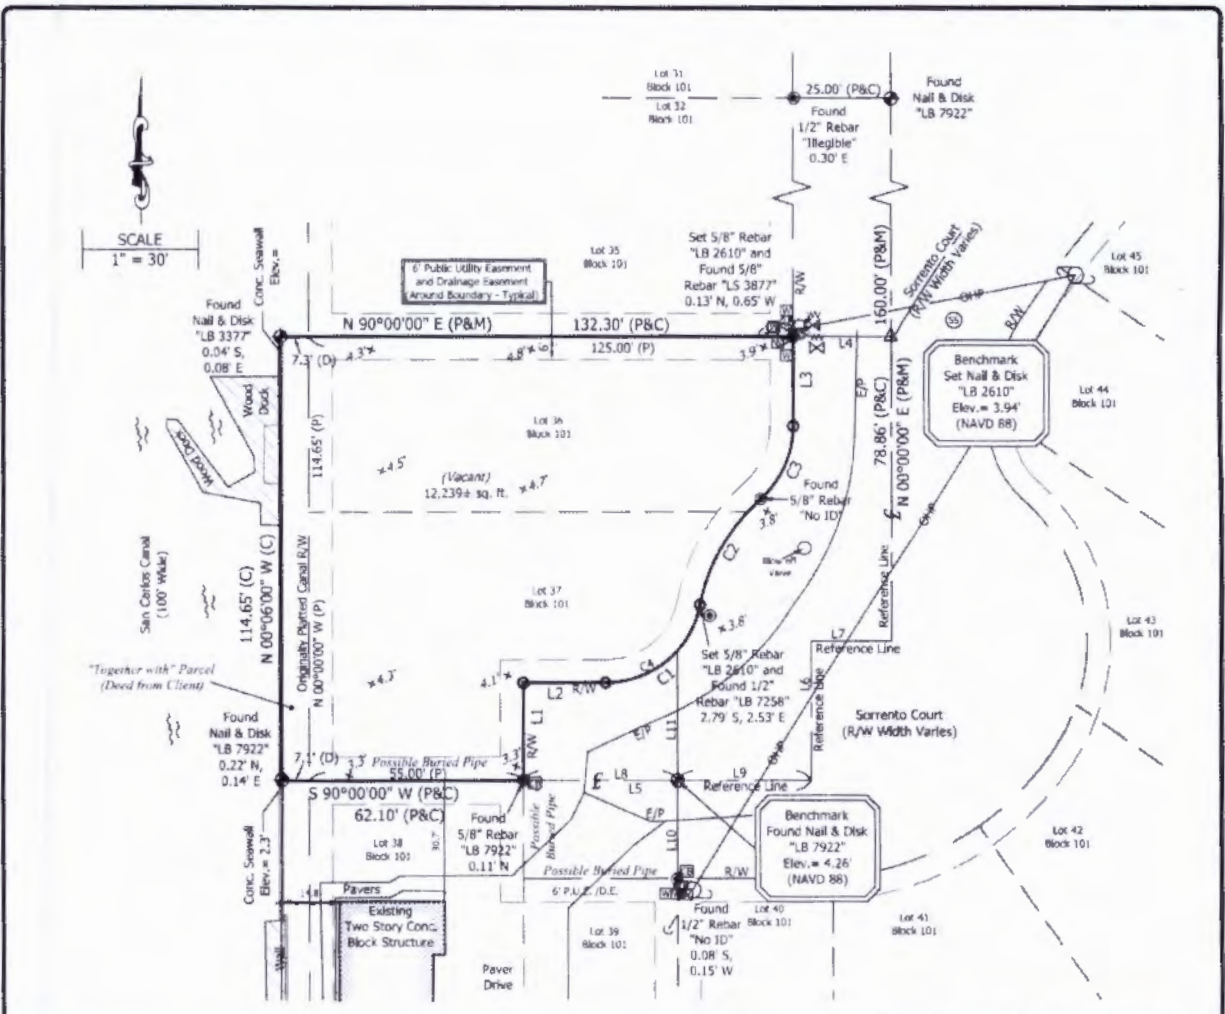 Lot 31
Block 101
Lot 32
Block 101
25.00' (P&C)
Found
Nail & Disk
"LB 7922"
Found
1/2" Rebar
"Illegible"
0.30' E
SCALE
1" = 30'
Conc. Seawall
Elev.=
Lot 35
Block 101
6' Public Utility Easement
and Drainage Easement
(Around Boundary - Typical)
Set 5/8" Rebar
"LB 2610" and
Found 5/8"
Rebar "LS 3877"
0.13' N, 0.65' W
R/W
160.00' (P&M)
Sorrento Court
(R/W Width Varies)
OHP
R/W
SS
Lot 45
Block 101
Found
Nail & Disk
"LB 3377"
0.04' S,
0.08' E
N 90°00'00" E (P&M)
132.30' (P&C)
125.00' (P)
7.3' (D)
4.3'
4.8'
6'
3.9'
L4
L3
E/P
78.86' (P&C)
N 00°00'00" E (P&M)
Benchmark
Set Nail & Disk
"LB 2610"
Elev.= 3.94'
(NAVD 88)
Lot 44
Block 101
Wood
Dock
Wood Dock
114.65' (P)
Lot 36
Block 101
4.5'
(Vacant)
12,239± sq. ft.
4.7'
C3
Found
5/8" Rebar
"No ID"
3.8'
C2
Blow off
Valve
OHP
San Carlos Canal
(100' Wide)
114.65' (C)
N 00°06'00" W (C)
Originally Platted Canal R/W
N 00°00'00" W (P)
Lot 37
Block 101
3.8'
Reference Line
L7
Reference Line
Lot 43
Block 101
"Together with" Parcel
(Deed from Client)
4.3'
4.1'
L2
R/W
C4
C1
Set 5/8" Rebar
"LB 2610" and
Found 1/2"
Rebar "LB 7258"
2.79' S, 2.53' E
L6
Reference Line
Sorrento Court
(R/W Width Varies)
Found
Nail & Disk
"LB 7922"
0.22' N,
0.14' E
L1
R/W
E/P
L11
OHP
7.1' (D)
3.3'
Possible Buried Pipe
55.00' (P)
3.3'
S 90°00'00" W (P&C)
62.10' (P&C)
L8
L5
L9
Reference Line
Conc. Seawall
Elev.= 2.3'
Lot 38
Block 101
30.7'
Found
5/8" Rebar
"LB 7922"
0.11' N
Possible
Buried Pipe
E/P
L10
Benchmark
Found Nail & Disk
"LB 7922"
Elev.= 4.26'
(NAVD 88)
Lot 42
Block 101
Possible Buried Pipe
6' P.U.E./D.E.
R/W
Pavers
Existing
Two Story Conc.
Block Structure
Wall
Lot 39
Block 101
Found
1/2" Rebar
"No ID"
0.08' S,
0.15' W
Lot 40
Block 101
Lot 41
Block 101
Paver
Drive